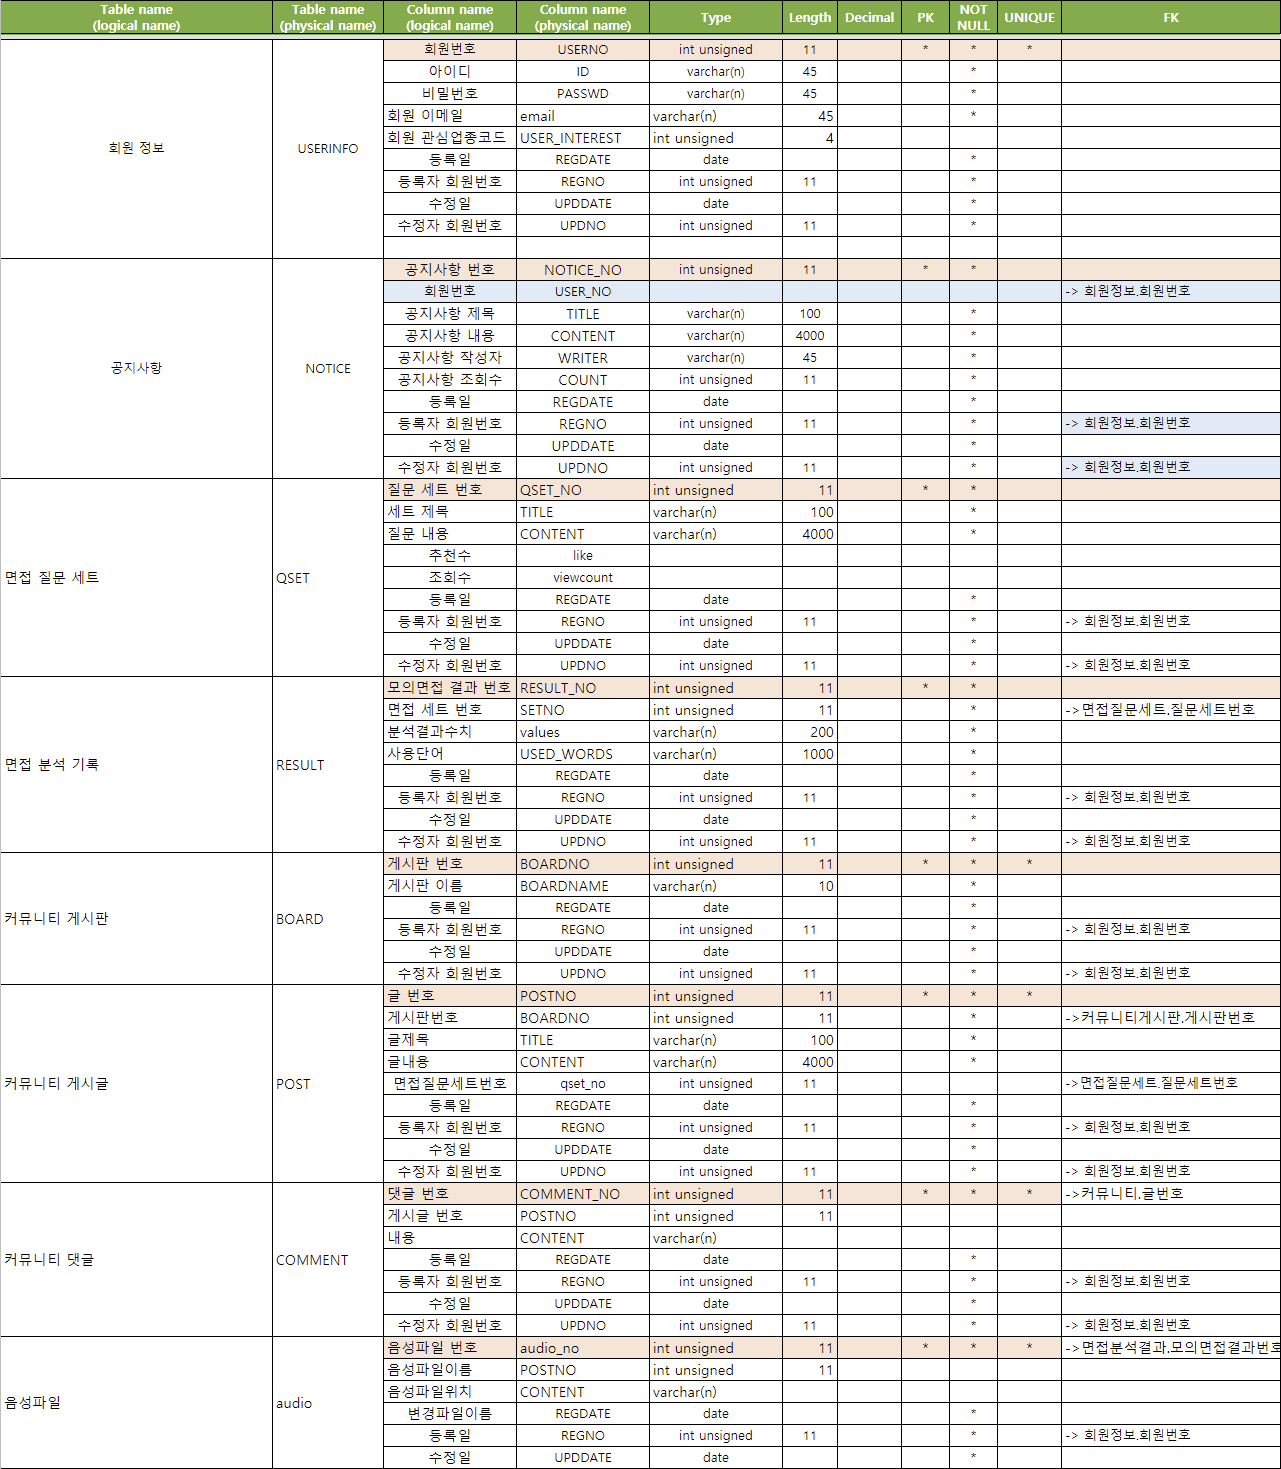 Table name (logical name) Table name (physical name) Column name (logical name) Column name (physical name) Type Length Decimal PK NOT NULL UNIQUE FK
회원 정보 USERINFO
회원번호 USERNO int unsigned 11 * * *
아이디 ID varchar(n) 45 *
비밀번호 PASSWD varchar(n) 45 *
회원 이메일 email varchar(n) 45 *
회원 관심업종코드 USER_INTEREST int unsigned 4
등록일 REGDATE date *
등록자 회원번호 REGNO int unsigned 11 *
수정일 UPDDATE date *
수정자 회원번호 UPDNO int unsigned 11 *
공지사항 NOTICE
공지사항 번호 NOTICE_NO int unsigned 11 * *
회원번호 USER_NO -> 회원정보.회원번호
공지사항 제목 TITLE varchar(n) 100 *
공지사항 내용 CONTENT varchar(n) 4000 *
공지사항 작성자 WRITER varchar(n) 45 *
공지사항 조회수 COUNT int unsigned 11 *
등록일 REGDATE date *
등록자 회원번호 REGNO int unsigned 11 * -> 회원정보.회원번호
수정일 UPDDATE date *
수정자 회원번호 UPDNO int unsigned 11 * -> 회원정보.회원번호
면접 질문 세트 QSET
질문 세트 번호 QSET_NO int unsigned 11 * *
세트 제목 TITLE varchar(n) 100 *
질문 내용 CONTENT varchar(n) 4000 *
추천수 like
조회수 viewcount
등록일 REGDATE date *
등록자 회원번호 REGNO int unsigned 11 * -> 회원정보.회원번호
수정일 UPDDATE date *
수정자 회원번호 UPDNO int unsigned 11 * -> 회원정보.회원번호
면접 분석 기록 RESULT
모의면접 결과 번호 RESULT_NO int unsigned 11 * *
면접 세트 번호 SETNO int unsigned 11 * ->면접질문세트.질문세트번호
분석결과수치 values varchar(n) 200 *
사용단어 USED_WORDS varchar(n) 1000 *
등록일 REGDATE date *
등록자 회원번호 REGNO int unsigned 11 * -> 회원정보.회원번호
수정일 UPDDATE date *
수정자 회원번호 UPDNO int unsigned 11 * -> 회원정보.회원번호
커뮤니티 게시판 BOARD
게시판 번호 BOARDNO int unsigned 11 * * *
게시판 이름 BOARDNAME varchar(n) 10 *
등록일 REGDATE date *
등록자 회원번호 REGNO int unsigned 11 * -> 회원정보.회원번호
수정일 UPDDATE date *
수정자 회원번호 UPDNO int unsigned 11 * -> 회원정보.회원번호
커뮤니티 게시글 POST
글 번호 POSTNO int unsigned 11 * * *
게시판번호 BOARDNO int unsigned 11 * ->커뮤니티게시판.게시판번호
글제목 TITLE varchar(n) 100 *
글내용 CONTENT varchar(n) 4000 *
면접질문세트번호 qset_no int unsigned 11 ->면접질문세트.질문세트번호
등록일 REGDATE date *
등록자 회원번호 REGNO int unsigned 11 * -> 회원정보.회원번호
수정일 UPDDATE date *
수정자 회원번호 UPDNO int unsigned 11 * -> 회원정보.회원번호
커뮤니티 댓글 COMMENT
댓글 번호 COMMENT_NO int unsigned 11 * * * ->커뮤니티.글번호
게시글 번호 POSTNO int unsigned 11
내용 CONTENT varchar(n)
등록일 REGDATE date *
등록자 회원번호 REGNO int unsigned 11 * -> 회원정보.회원번호
수정일 UPDDATE date *
수정자 회원번호 UPDNO int unsigned 11 * -> 회원정보.회원번호
음성파일 audio
음성파일 번호 audio_no int unsigned 11 * * * ->면접분석결과.모의면접결과번호
음성파일이름 POSTNO int unsigned 11
음성파일위치 CONTENT varchar(n)
변경파일이름 REGDATE date *
등록일 REGNO int unsigned 11 * -> 회원정보.회원번호
수정일 UPDDATE date *